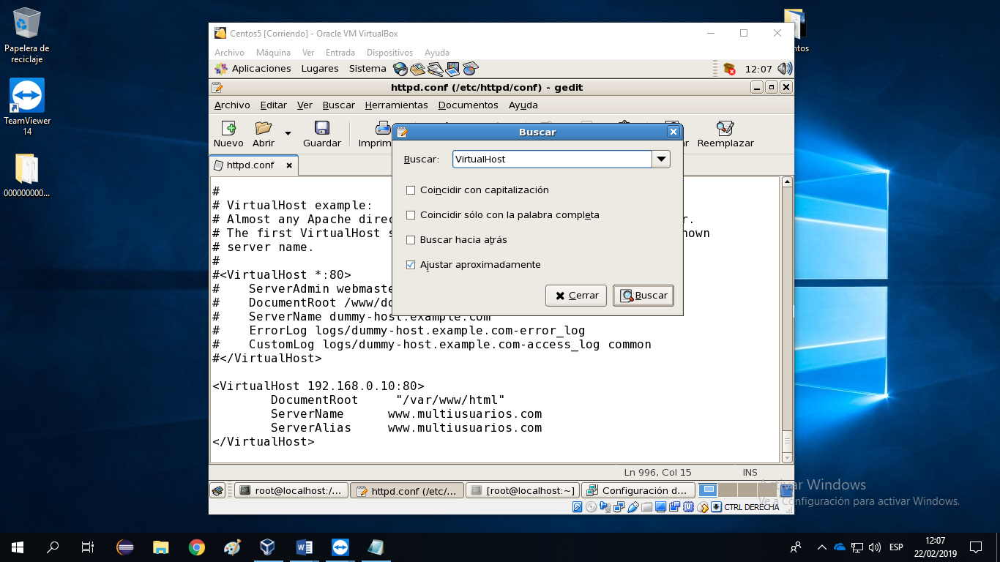 Papelera de
reciclaje
TeamViewer
14
000000000...
ntos
Centos5 [Corriendo] - Oracle VM VirtualBox
Archivo Máquina Ver Entrada Dispositivos Ayuda
Aplicaciones Lugares Sistema 12:07
httpd.conf (/etc/httpd/conf) - gedit
Archivo Editar Ver Buscar Herramientas Documentos Ayuda
Nuevo Abrir Guardar Imprim Reemplazar
httpd.conf
Buscar
Buscar: VirtualHost
Coincidir con capitalización
Coincidir sólo con la palabra completa
Buscar hacia atrás
Ajustar aproximadamente
Cerrar Buscar
#
# VirtualHost example:
# Almost any Apache direc r.
# The first VirtualHost s nown
# server name.
#
#<VirtualHost *:80>
# ServerAdmin webmaste
# DocumentRoot /www/do
# ServerName dummy-host.example.com
# ErrorLog logs/dummy-host.example.com-error_log
# CustomLog logs/dummy-host.example.com-access_log common
#</VirtualHost>
<VirtualHost 192.168.0.10:80>
DocumentRoot "/var/www/html"
ServerName www.multiusuarios.com
ServerAlias www.multiusuarios.com
</VirtualHost>
Ln 996, Col 15 INS
root@localhost:/... httpd.conf (/etc/... [root@localhost:~] Configuración d...
CTRL DERECHA
Activar Windows
Ve a Configuración para activar Windows.
ESP
12:07
22/02/2019